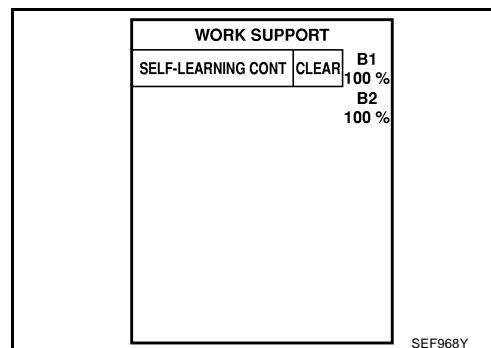 WORK SUPPORT
SELF-LEARNING CONT CLEAR B1
100 %
B2
100 %
SEF968Y